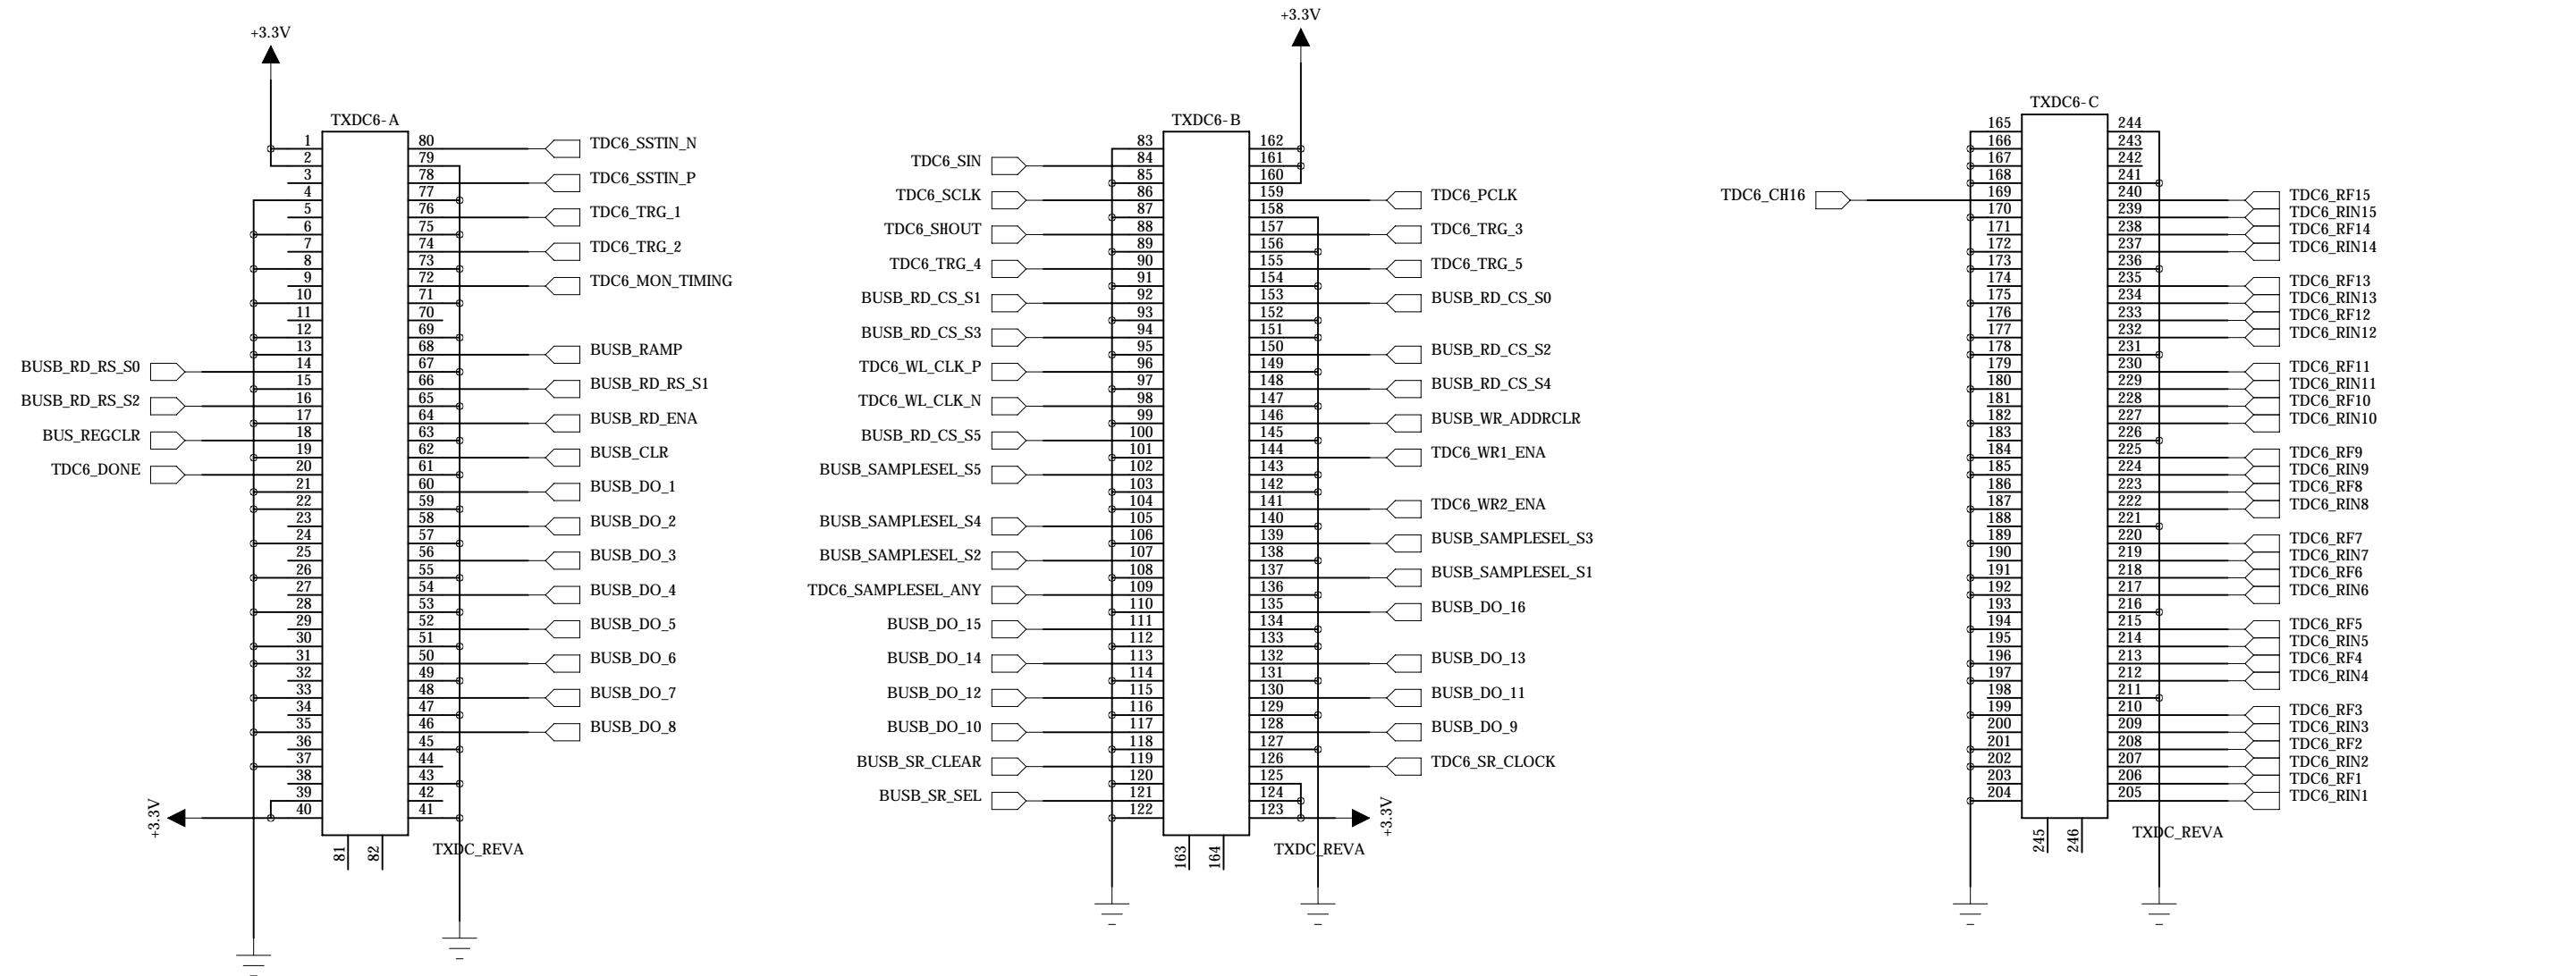 +3.3V
TXDC6-A
1 80 TDC6_SSTIN_N
2 79
3 78 TDC6_SSTIN_P
4 77
5 76 TDC6_TRG_1
6 75
7 74 TDC6_TRG_2
8 73
9 72 TDC6_MON_TIMING
10 71
11 70
12 69
13 68 BUSB_RAMP
BUSB_RD_RS_S0 14 67
15 66 BUSB_RD_RS_S1
BUSB_RD_RS_S2 16 65
17 64 BUSB_RD_ENA
BUS_REGCLR 18 63
19 62 BUSB_CLR
TDC6_DONE 20 61
21 60 BUSB_DO_1
22 59
23 58 BUSB_DO_2
24 57
25 56 BUSB_DO_3
26 55
27 54 BUSB_DO_4
28 53
29 52 BUSB_DO_5
30 51
31 50 BUSB_DO_6
32 49
33 48 BUSB_DO_7
34 47
35 46 BUSB_DO_8
36 45
37 44
38 43
39 42
+3.3V 40 41
81 82
TXDC_REVA
+3.3V
TXDC6-B
83 162
TDC6_SIN 84 161
85 160
TDC6_SCLK 86 159 TDC6_PCLK
87 158
TDC6_SHOUT 88 157 TDC6_TRG_3
89 156
TDC6_TRG_4 90 155 TDC6_TRG_5
91 154
BUSB_RD_CS_S1 92 153 BUSB_RD_CS_S0
93 152
BUSB_RD_CS_S3 94 151
95 150 BUSB_RD_CS_S2
TDC6_WL_CLK_P 96 149
97 148 BUSB_RD_CS_S4
TDC6_WL_CLK_N 98 147
99 146 BUSB_WR_ADDRCLR
BUSB_RD_CS_S5 100 145
101 144 TDC6_WR1_ENA
BUSB_SAMPLESEL_S5 102 143
103 142
104 141 TDC6_WR2_ENA
BUSB_SAMPLESEL_S4 105 140
106 139 BUSB_SAMPLESEL_S3
BUSB_SAMPLESEL_S2 107 138
108 137 BUSB_SAMPLESEL_S1
TDC6_SAMPLESEL_ANY 109 136
110 135 BUSB_DO_16
BUSB_DO_15 111 134
112 133
BUSB_DO_14 113 132 BUSB_DO_13
114 131
BUSB_DO_12 115 130 BUSB_DO_11
116 129
BUSB_DO_10 117 128 BUSB_DO_9
118 127
BUSB_SR_CLEAR 119 126 TDC6_SR_CLOCK
120 125
BUSB_SR_SEL 121 124
122 123 +3.3V
163 164
TXDC_REVA
TXDC6-C
165 244
166 243
167 242
168 241
TDC6_CH16 169 240 TDC6_RF15
170 239 TDC6_RIN15
171 238 TDC6_RF14
172 237 TDC6_RIN14
173 236
174 235 TDC6_RF13
175 234 TDC6_RIN13
176 233 TDC6_RF12
177 232 TDC6_RIN12
178 231
179 230 TDC6_RF11
180 229 TDC6_RIN11
181 228 TDC6_RF10
182 227 TDC6_RIN10
183 226
184 225 TDC6_RF9
185 224 TDC6_RIN9
186 223 TDC6_RF8
187 222 TDC6_RIN8
188 221
189 220 TDC6_RF7
190 219 TDC6_RIN7
191 218 TDC6_RF6
192 217 TDC6_RIN6
193 216
194 215 TDC6_RF5
195 214 TDC6_RIN5
196 213 TDC6_RF4
197 212 TDC6_RIN4
198 211
199 210 TDC6_RF3
200 209 TDC6_RIN3
201 208 TDC6_RF2
202 207 TDC6_RIN2
203 206 TDC6_RF1
204 205 TDC6_RIN1
245 246
TXDC_REVA